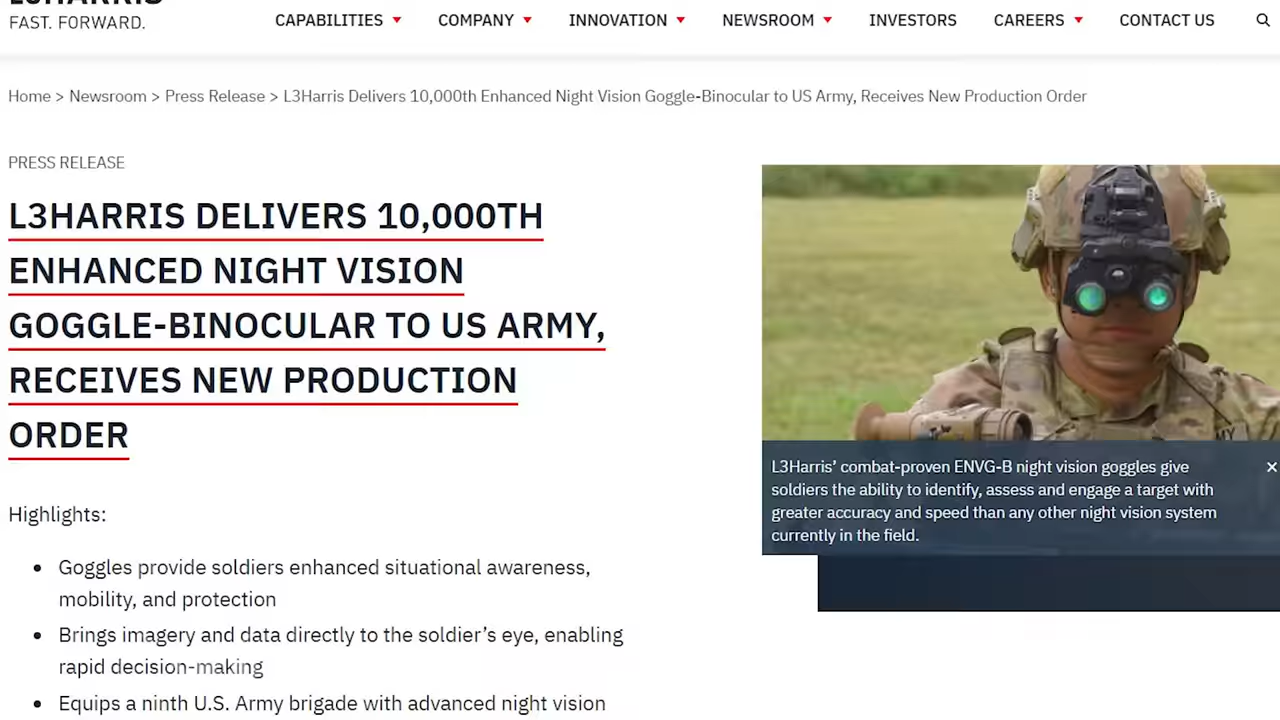 L3HARRIS
FAST. FORWARD.
CAPABILITIES COMPANY INNOVATION NEWSROOM INVESTORS CAREERS CONTACT US
Home > Newsroom > Press Release > L3Harris Delivers 10,000th Enhanced Night Vision Goggle-Binocular to US Army, Receives New Production Order
PRESS RELEASE
L3HARRIS DELIVERS 10,000TH
ENHANCED NIGHT VISION
GOGGLE-BINOCULAR TO US ARMY,
RECEIVES NEW PRODUCTION
ORDER
Highlights:
• Goggles provide soldiers enhanced situational awareness,
mobility, and protection
• Brings imagery and data directly to the soldier's eye, enabling
rapid decision-making
• Equips a ninth U.S. Army brigade with advanced night vision
MY
L3Harris' combat-proven ENVG-B night vision goggles give
soldiers the ability to identify, assess and engage a target with
greater accuracy and speed than any other night vision system
currently in the field.